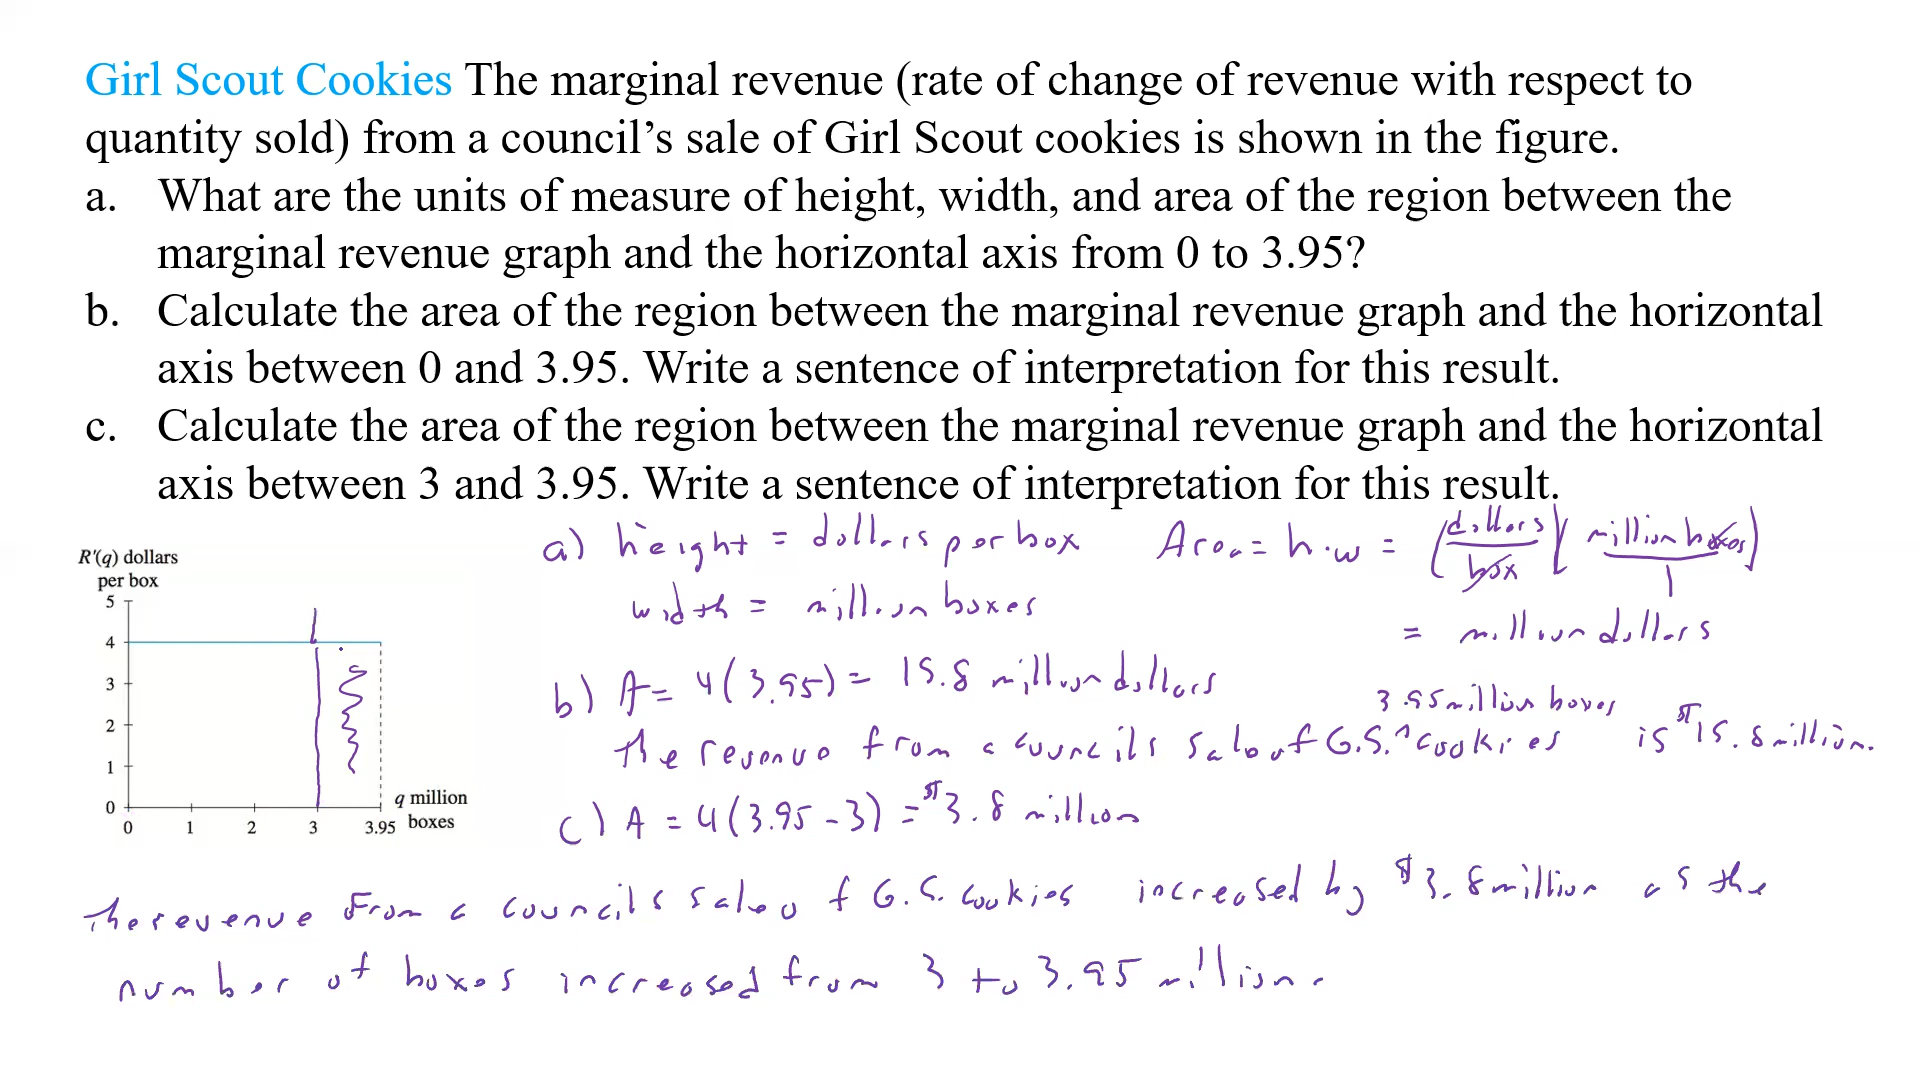 Girl Scout Cookies The marginal revenue (rate of change of revenue with respect to
quantity sold) from a council’s sale of Girl Scout cookies is shown in the figure.
a. What are the units of measure of height, width, and area of the region between the
marginal revenue graph and the horizontal axis from 0 to 3.95?
b. Calculate the area of the region between the marginal revenue graph and the horizontal
axis between 0 and 3.95. Write a sentence of interpretation for this result.
c. Calculate the area of the region between the marginal revenue graph and the horizontal
axis between 3 and 3.95. Write a sentence of interpretation for this result.
R'(q) dollars
per box
5
4
3
2
1
0
0 1 2 3 3.95
q million
boxes
a) height = dollars per box
width = million boxes
Area = h·w = (dollars/box)(million boxes/1)
= million dollars
b) A = 4(3.95) = 15.8 million dollars
3.95 million boxes
the revenue from a councils sale of G.S. ^ cookies is $15.8 million.
c) A = 4(3.95 - 3) = $3.8 million
The revenue from a councils sale of G.S. cookies increased by $3.8 million as the
number of boxes increased from 3 to 3.95 million.